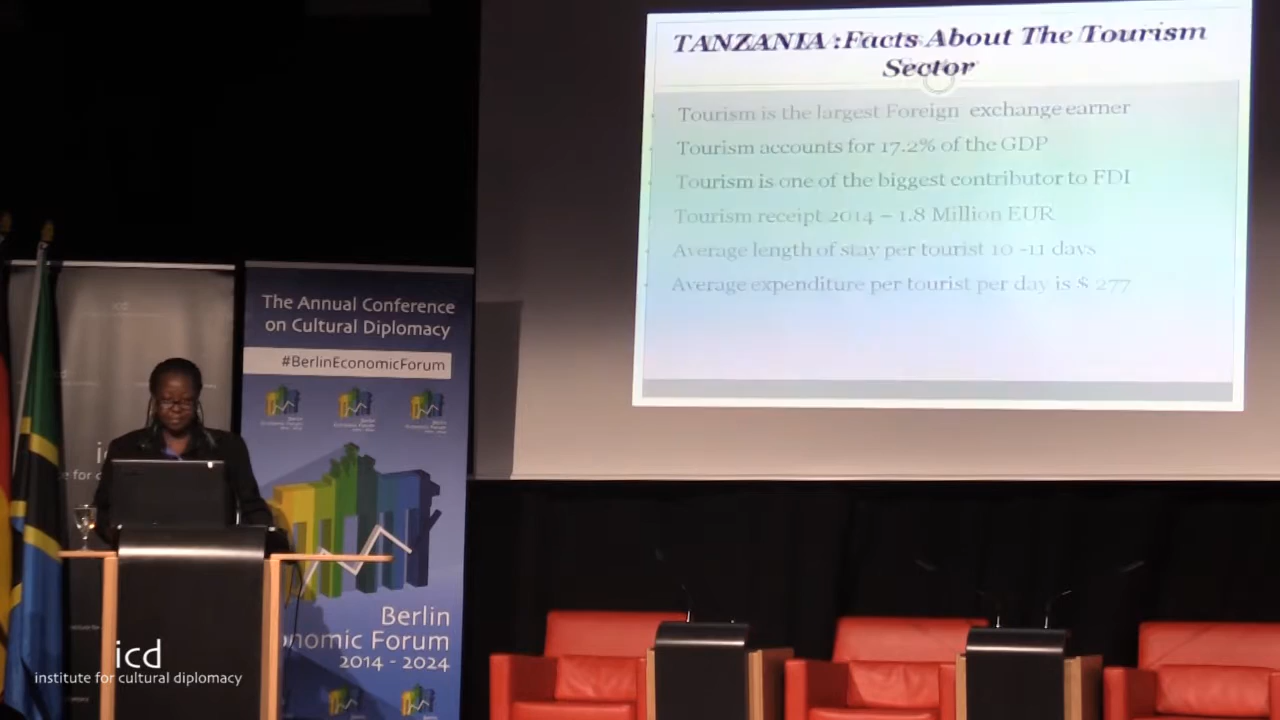 TANZANIA :Facts About The Tourism
Sector
Tourism is the largest Foreign exchange earner
Tourism accounts for 17.2% of the GDP
Tourism is one of the biggest contributor to FDI
Tourism receipt 2014 – 1.8 Million EUR
Average length of stay per tourist 10 -11 days
Average expenditure per tourist per day is $ 277
icd
The Annual Conference
on Cultural Diplomacy
#BerlinEconomicForum
Berlin
nomic Forum
2014 - 2024
icd
institute for cultural diplomacy